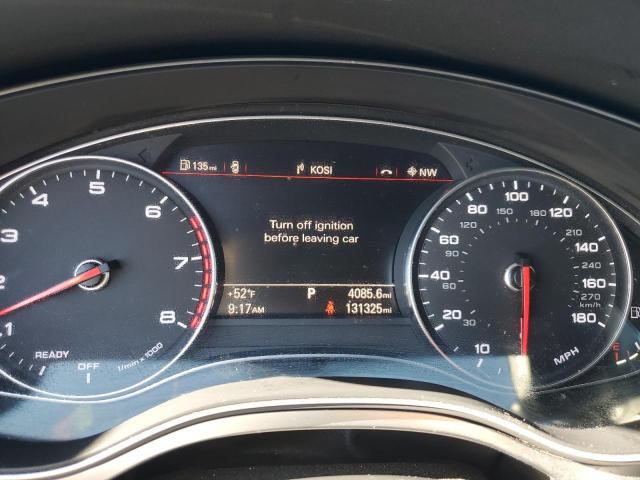 135 mi KOSI NW
Turn off ignition
before leaving car
+52°F P 4085.6mi
9:17AM 131325mi
1 2 3 4 5 6 7 8
READY
OFF
l/min x 1000
10 20 40 60 80 100 120 140 160 180
30 60 90 120 150 180 210 240 270
km/h
MPH
E